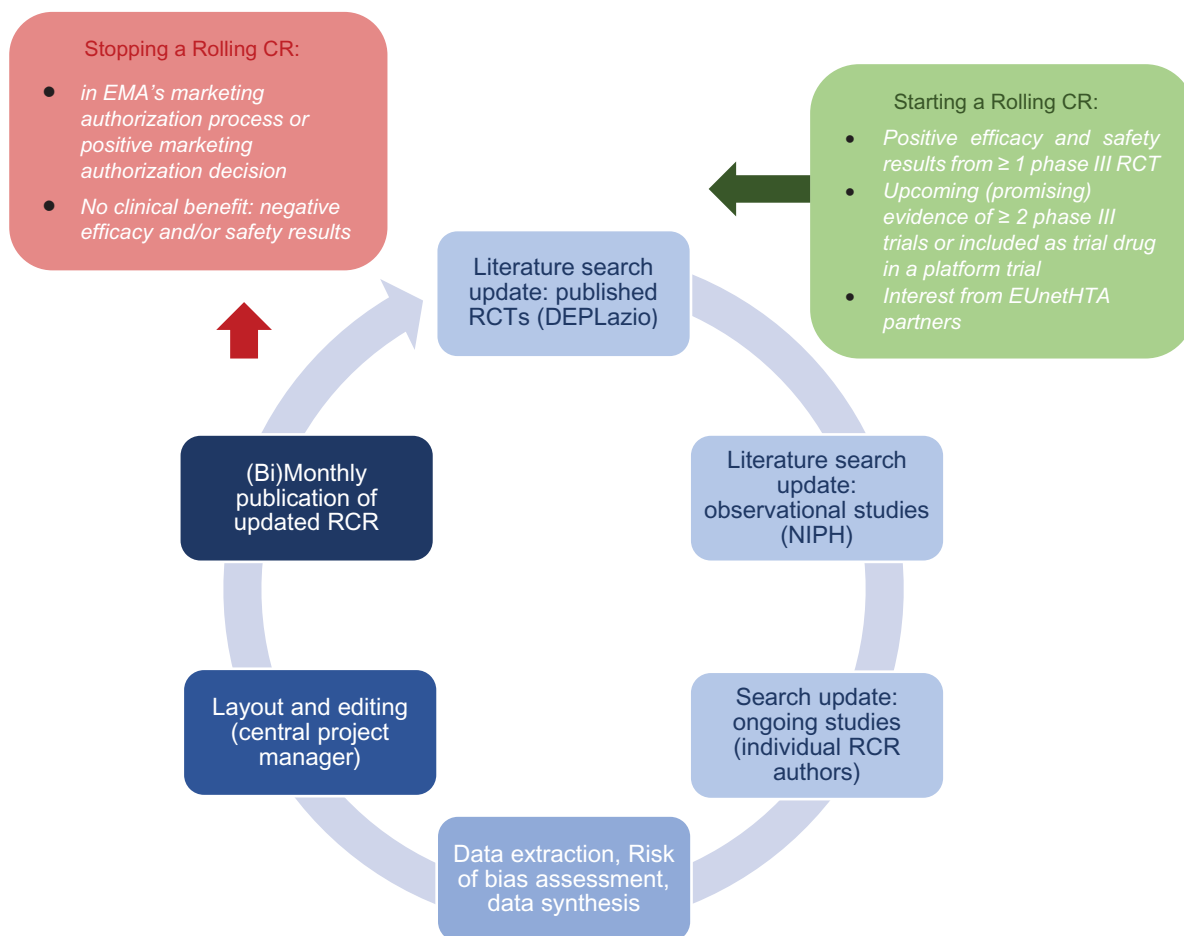 Stopping a Rolling CR:
• in EMA's marketing
authorization process or
positive marketing
authorization decision
• No clinical benefit: negative
efficacy and/or safety results
Starting a Rolling CR:
• Positive efficacy and safety
results from ≥ 1 phase III RCT
• Upcoming (promising)
evidence of ≥ 2 phase III
trials or included as trial drug
in a platform trial
• Interest from EUnetHTA
partners
Literature search
update: published
RCTs (DEPLazio)
Literature search
update:
observational studies
(NIPH)
Search update:
ongoing studies
(individual RCR
authors)
Data extraction, Risk
of bias assessment,
data synthesis
Layout and editing
(central project
manager)
(Bi)Monthly
publication of
updated RCR